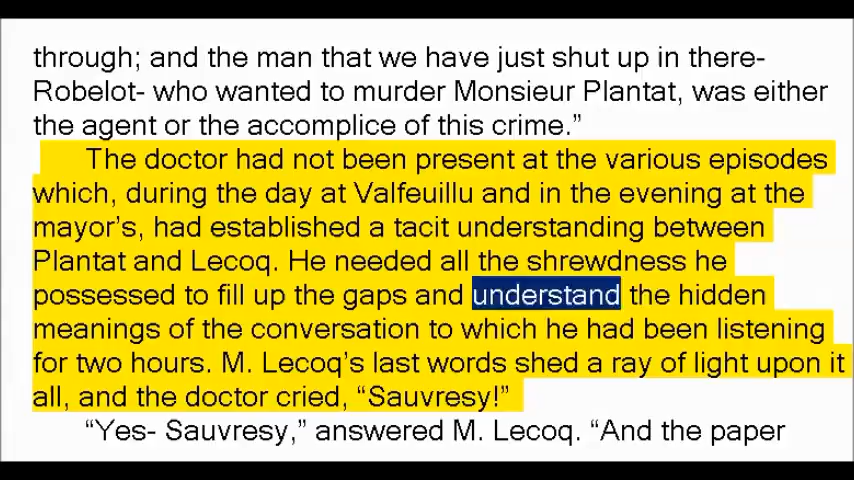 through; and the man that we have just shut up in there-
Robelot- who wanted to murder Monsieur Plantat, was either
the agent or the accomplice of this crime.”
The doctor had not been present at the various episodes
which, during the day at Valfeuillu and in the evening at the
mayor’s, had established a tacit understanding between
Plantat and Lecoq. He needed all the shrewdness he
possessed to fill up the gaps and understand the hidden
meanings of the conversation to which he had been listening
for two hours. M. Lecoq’s last words shed a ray of light upon it
all, and the doctor cried, “Sauvresy!”
“Yes- Sauvresy,” answered M. Lecoq. “And the paper